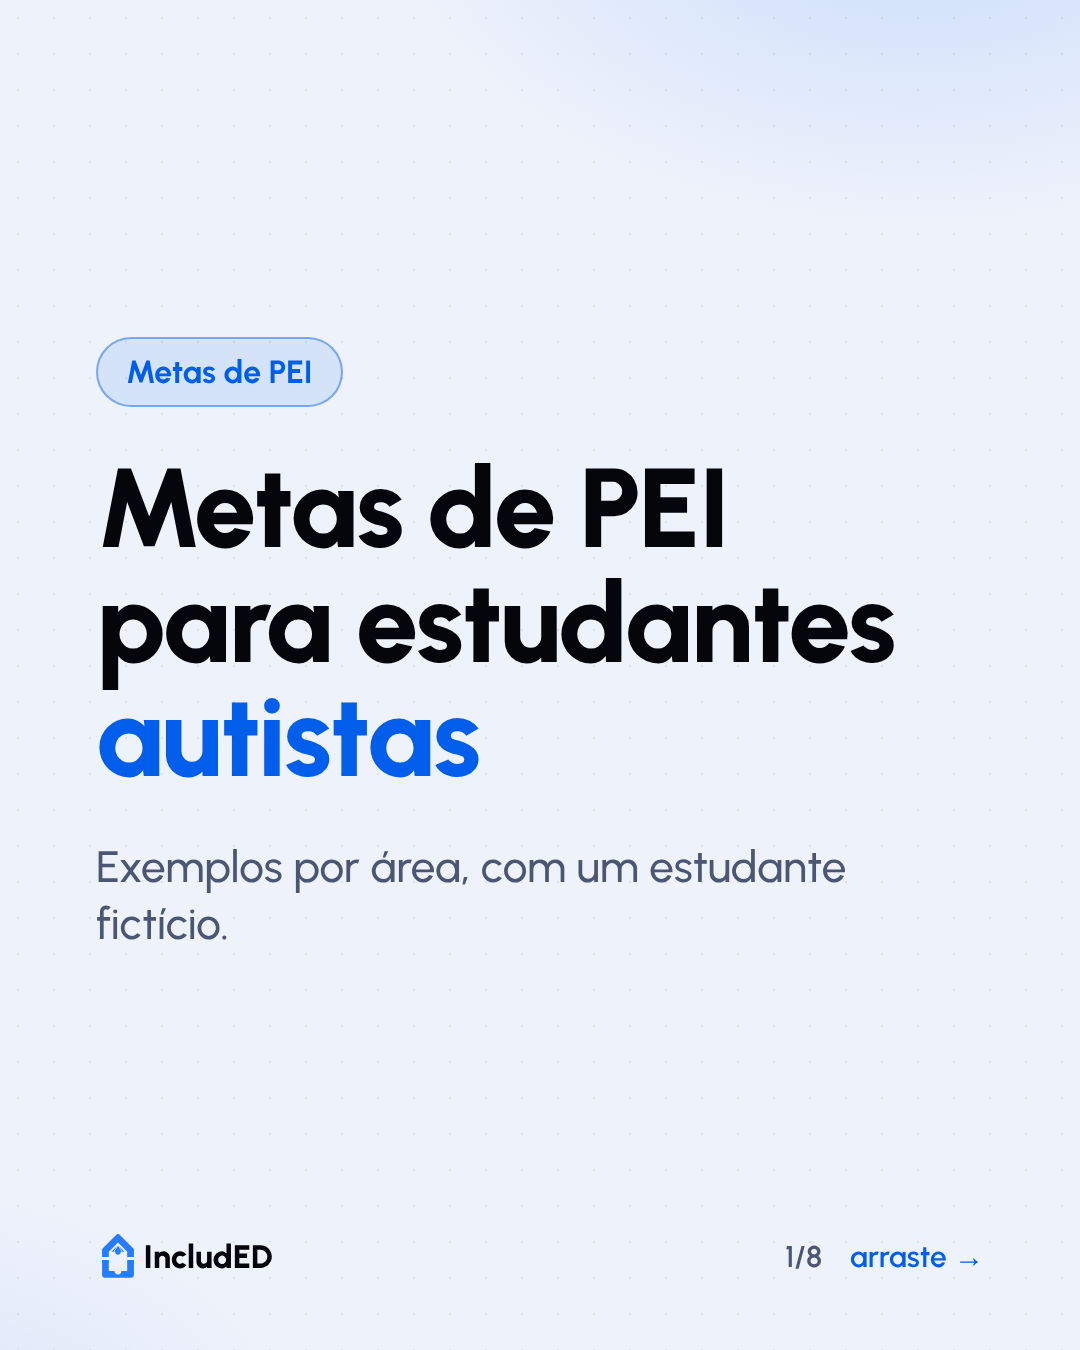 Metas de PEI
Metas de PEI
para estudantes
autistas
Exemplos por área, com um estudante
fictício.
IncludED
1/8 arraste →